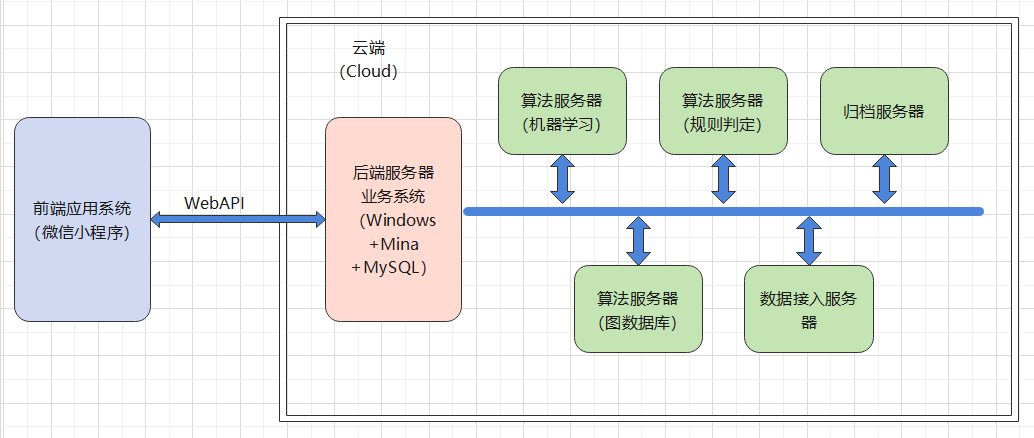 云端
（Cloud）
算法服务器
（机器学习）
算法服务器
（规则判定）
归档服务器
前端应用系统
（微信小程序）
WebAPI
后端服务器
业务系统
（Windows
+Mina
+MySQL）
算法服务器
（图数据库）
数据接入服务
器